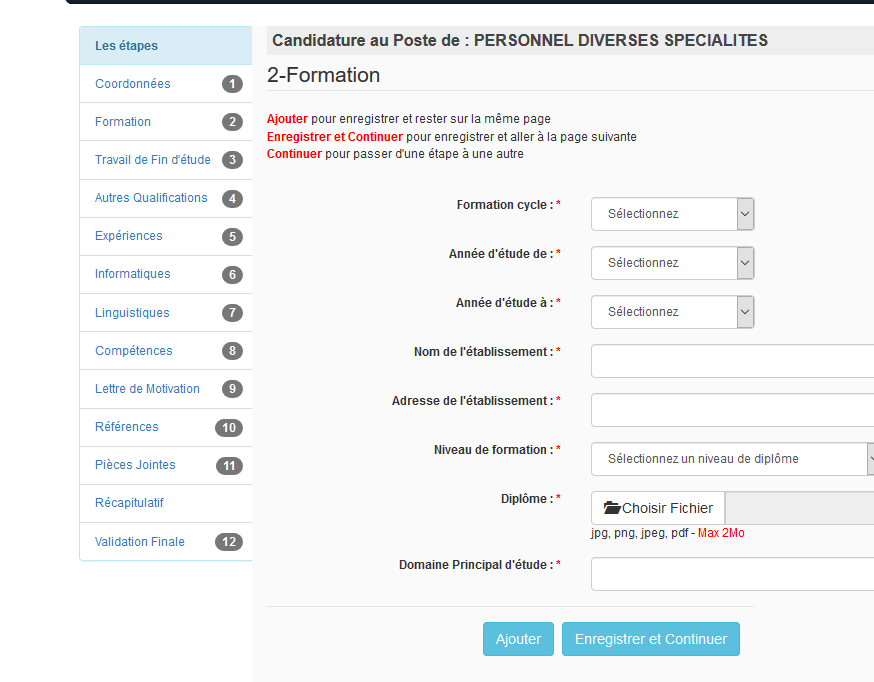 Les étapes
Coordonnées 1
Formation 2
Travail de Fin d'étude 3
Autres Qualifications 4
Expériences 5
Informatiques 6
Linguistiques 7
Compétences 8
Lettre de Motivation 9
Références 10
Pièces Jointes 11
Récapitulatif
Validation Finale 12
Candidature au Poste de : PERSONNEL DIVERSES SPECIALITES
2-Formation
Ajouter pour enregistrer et rester sur la même page
Enregistrer et Continuer pour enregistrer et aller à la page suivante
Continuer pour passer d'une étape à une autre
Formation cycle : * Sélectionnez
Année d'étude de : * Sélectionnez
Année d'étude à : * Sélectionnez
Nom de l'établissement : *
Adresse de l'établissement : *
Niveau de formation : * Sélectionnez un niveau de diplôme
Diplôme : * Choisir Fichier
jpg, png, jpeg, pdf - Max 2Mo
Domaine Principal d'étude : *
Ajouter Enregistrer et Continuer